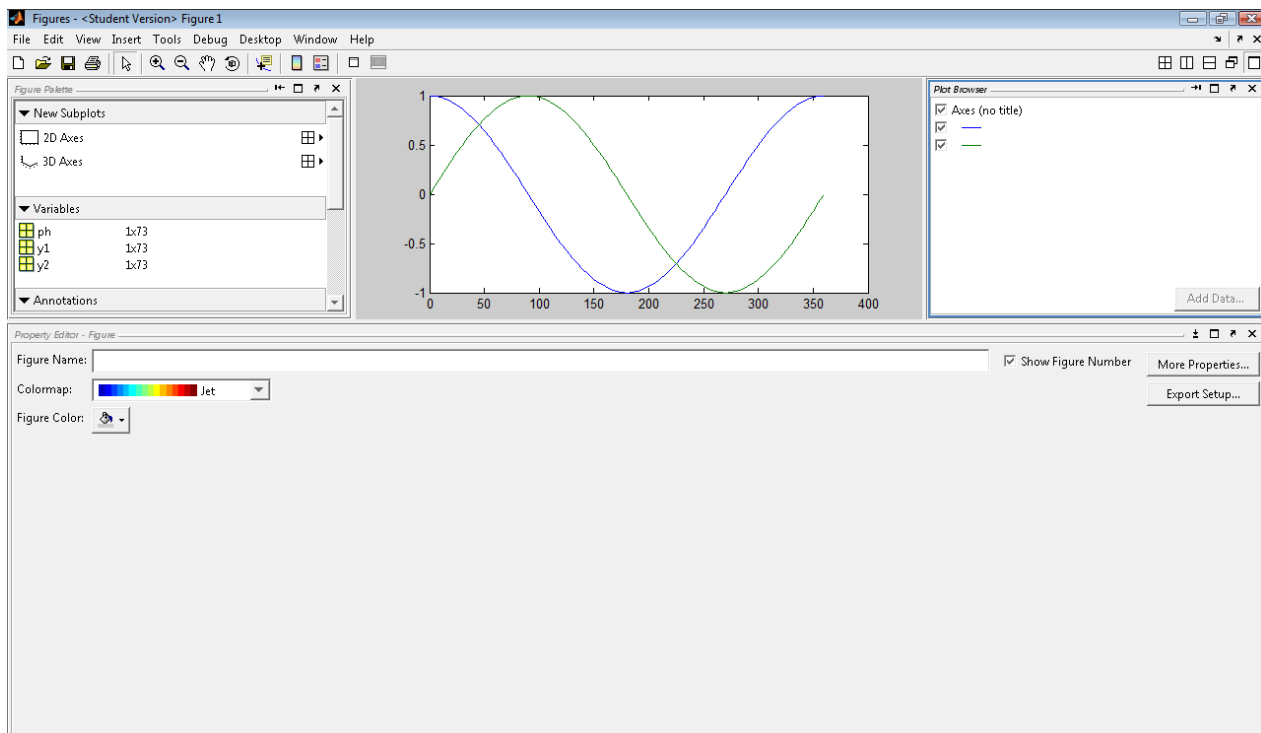 Figures - <Student Version> Figure 1
File Edit View Insert Tools Debug Desktop Window Help
Figure Palette
New Subplots
2D Axes
3D Axes
Variables
ph 1x73
y1 1x73
y2 1x73
Annotations
1
0.5
0
-0.5
-1
0 50 100 150 200 250 300 350 400
Plot Browser
Axes (no title)
Add Data...
Property Editor - Figure
Figure Name:
Show Figure Number
More Properties...
Colormap: Jet
Export Setup...
Figure Color: